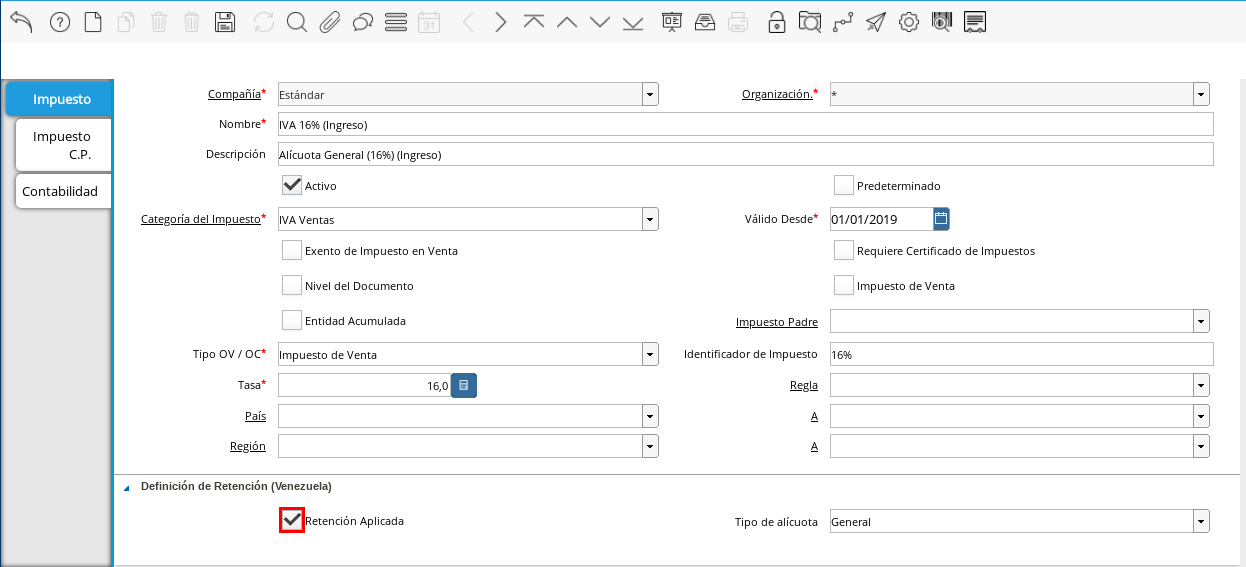 31
Impuesto
Impuesto
C.P.
Contabilidad
Compañía* Estándar Organización.* *
Nombre* IVA 16% (Ingreso)
Descripción Alícuota General (16%) (Ingreso)
Activo Predeterminado
Categoría del Impuesto* IVA Ventas Válido Desde* 01/01/2019
Exento de Impuesto en Venta Requiere Certificado de Impuestos
Nivel del Documento Impuesto de Venta
Entidad Acumulada Impuesto Padre
Tipo OV / OC* Impuesto de Venta Identificador de Impuesto 16%
Tasa* 16,0 Regla
País A
Región A
Definición de Retención (Venezuela)
Retención Aplicada Tipo de alícuota General